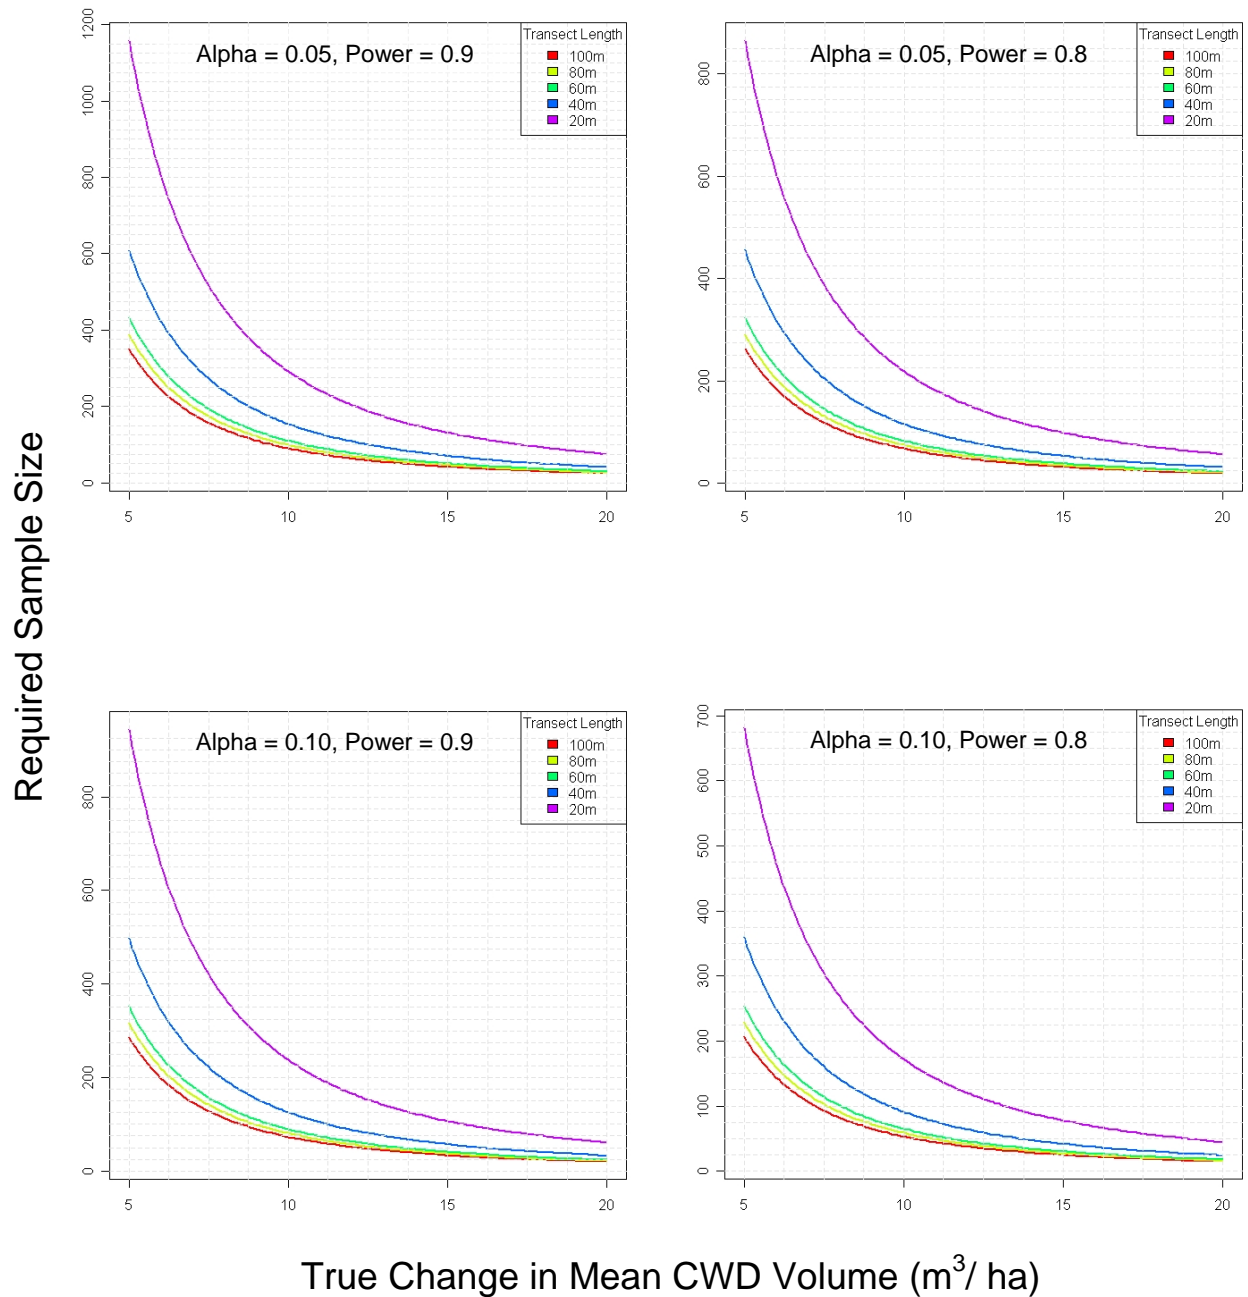 Required Sample Size
Alpha = 0.05, Power = 0.9
Transect Length
100m
80m
60m
40m
20m
1200
1000
800
600
400
200
0
5
10
15
20
Alpha = 0.05, Power = 0.8
Transect Length
100m
80m
60m
40m
20m
800
600
400
200
0
5
10
15
20
Alpha = 0.10, Power = 0.9
Transect Length
100m
80m
60m
40m
20m
800
600
400
200
0
5
10
15
20
Alpha = 0.10, Power = 0.8
Transect Length
100m
80m
60m
40m
20m
700
600
500
400
300
200
100
0
5
10
15
20
True Change in Mean CWD Volume (m³/ ha)